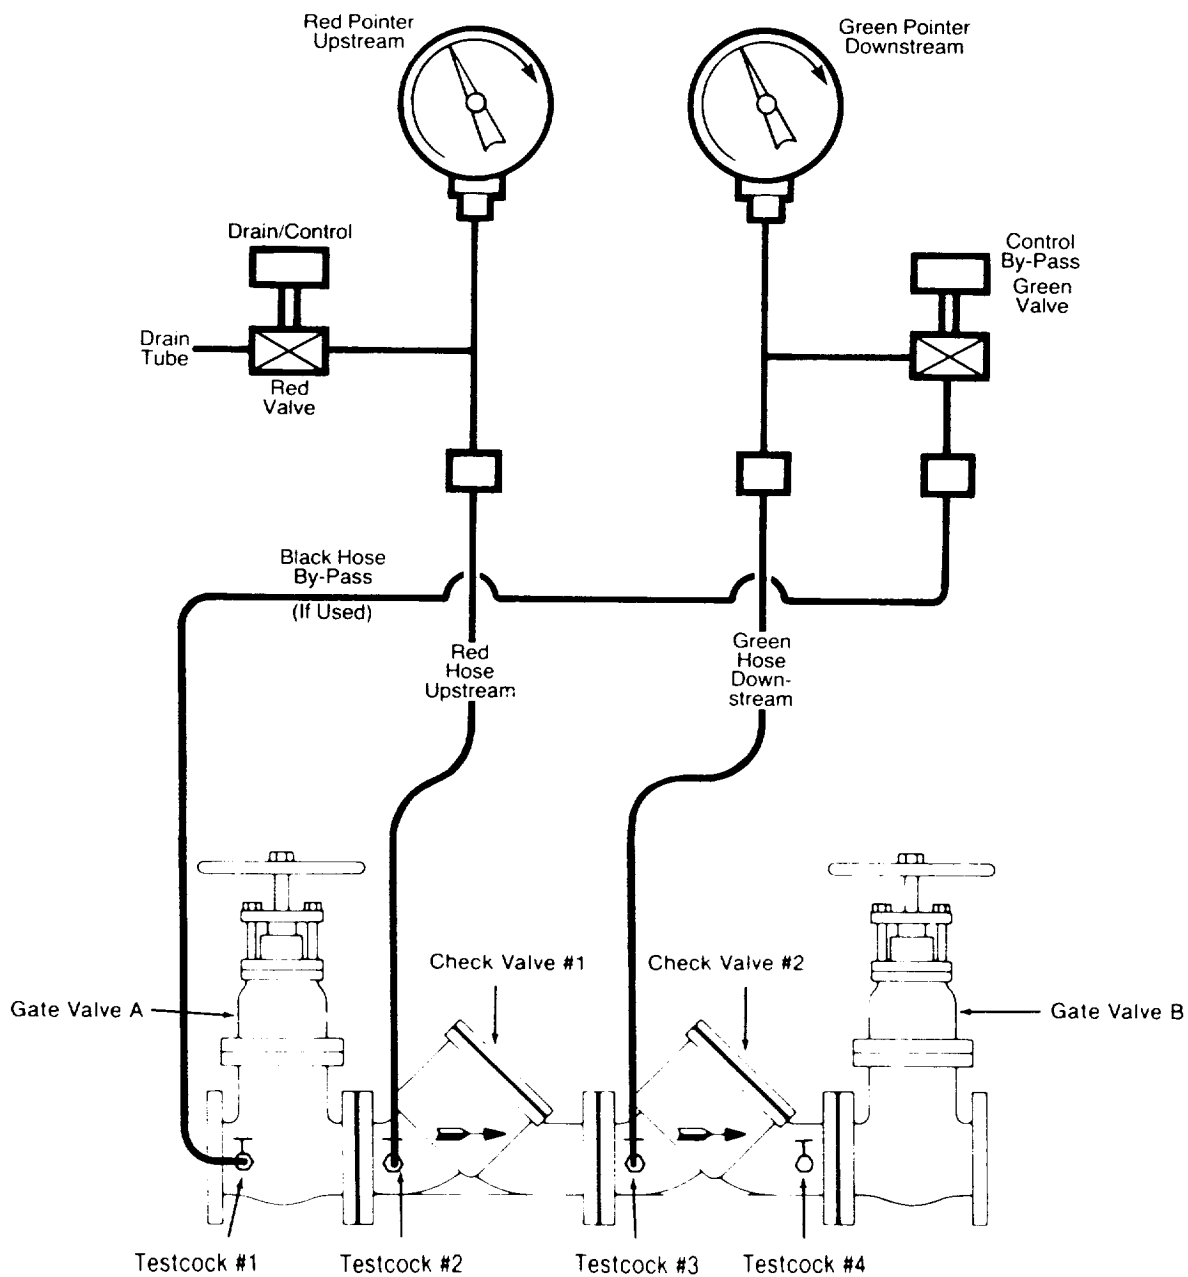 Red Pointer
Upstream
Green Pointer
Downstream
Drain/Control
Control
By-Pass
Green
Valve
Drain
Tube
Red
Valve
Black Hose
By-Pass
(If Used)
Red
Hose
Upstream
Green
Hose
Down-
stream
Check Valve #1
Check Valve #2
Gate Valve A
Gate Valve B
Testcock #1
Testcock #2
Testcock #3
Testcock #4